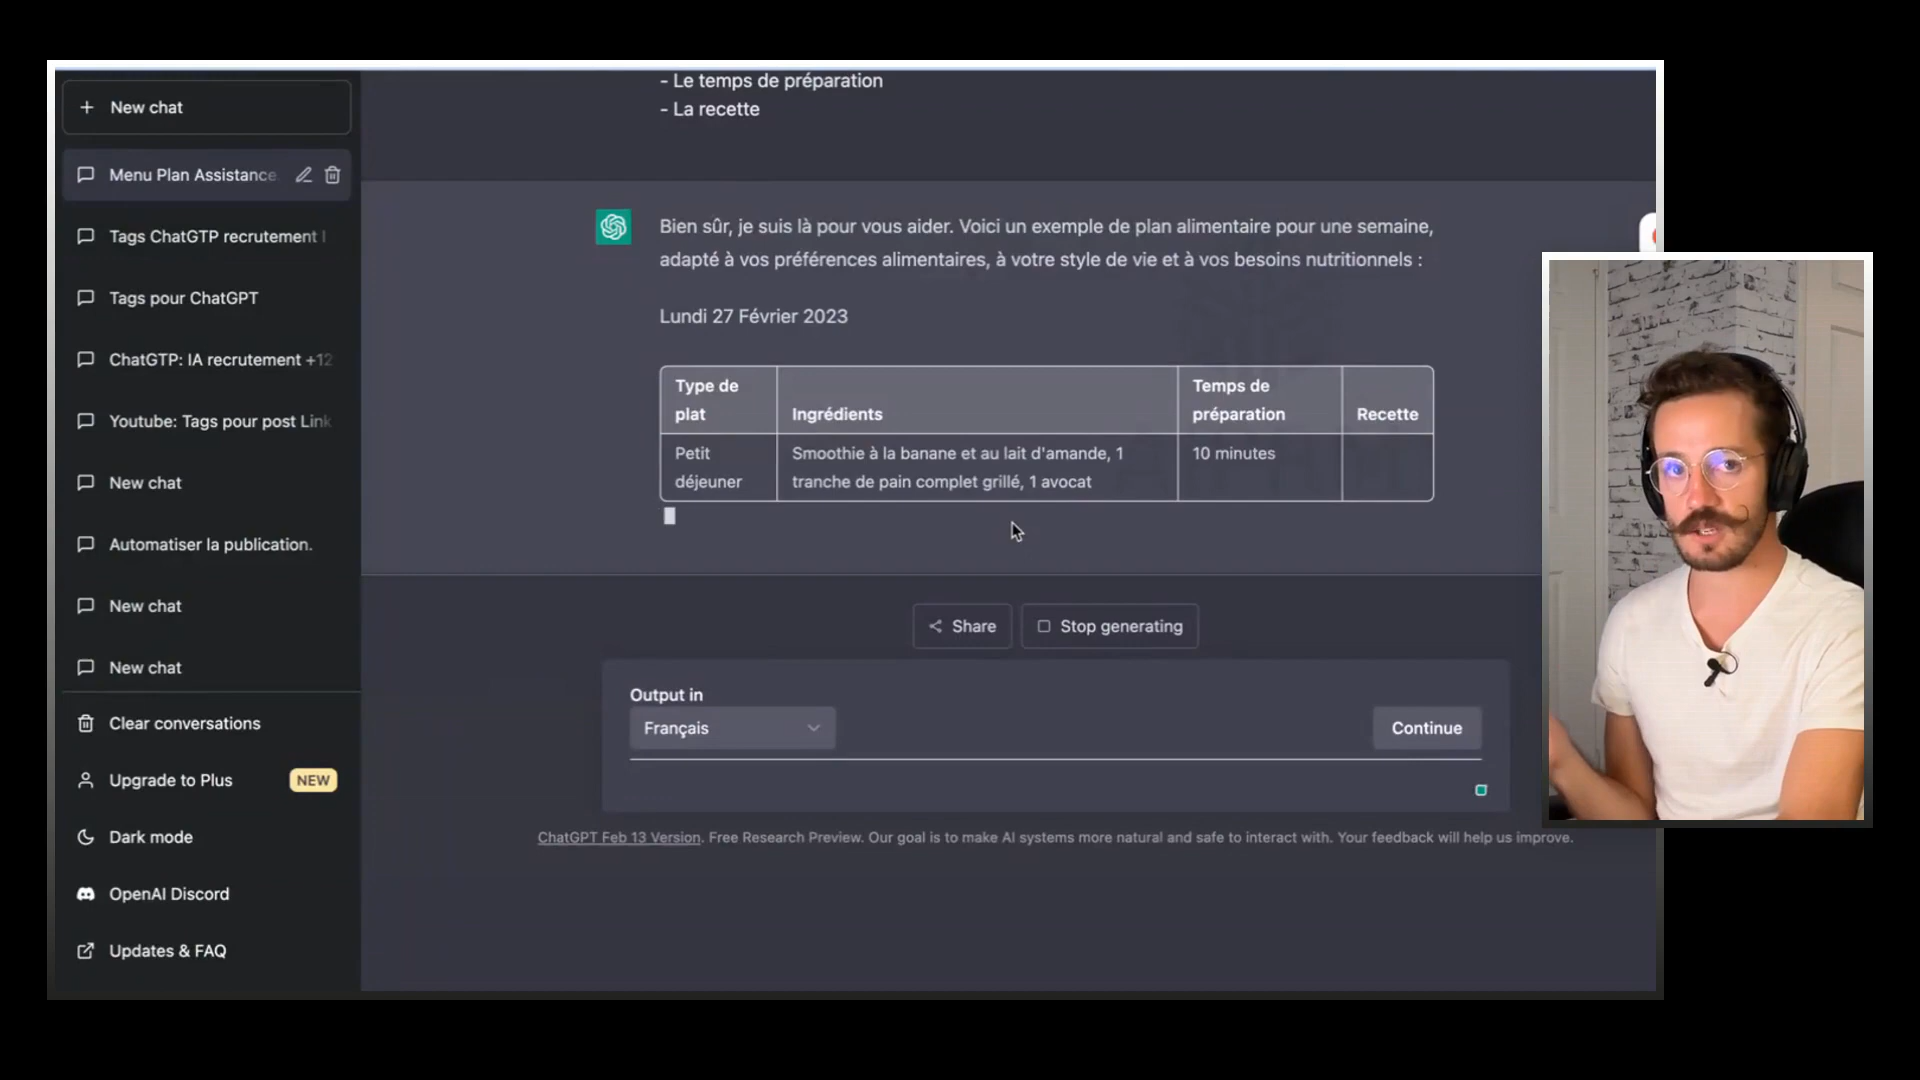 New chat
Menu Plan Assistance
Tags ChatGTP recrutement
Tags pour ChatGPT
ChatGTP: IA recrutement +12
Youtube: Tags pour post Link
New chat
Automatiser la publication.
New chat
New chat
Clear conversations
Upgrade to Plus NEW
Dark mode
OpenAI Discord
Updates & FAQ
- Le temps de préparation
- La recette
Bien sûr, je suis là pour vous aider. Voici un exemple de plan alimentaire pour une semaine,
adapté à vos préférences alimentaires, à votre style de vie et à vos besoins nutritionnels :
Lundi 27 Février 2023
Type de
plat
Ingrédients
Temps de
préparation
Recette
Petit
déjeuner
Smoothie à la banane et au lait d'amande, 1
tranche de pain complet grillé, 1 avocat
10 minutes
Share
Stop generating
Output in
Français
Continue
ChatGPT Feb 13 Version. Free Research Preview. Our goal is to make AI systems more natural and safe to interact with. Your feedback will help us improve.